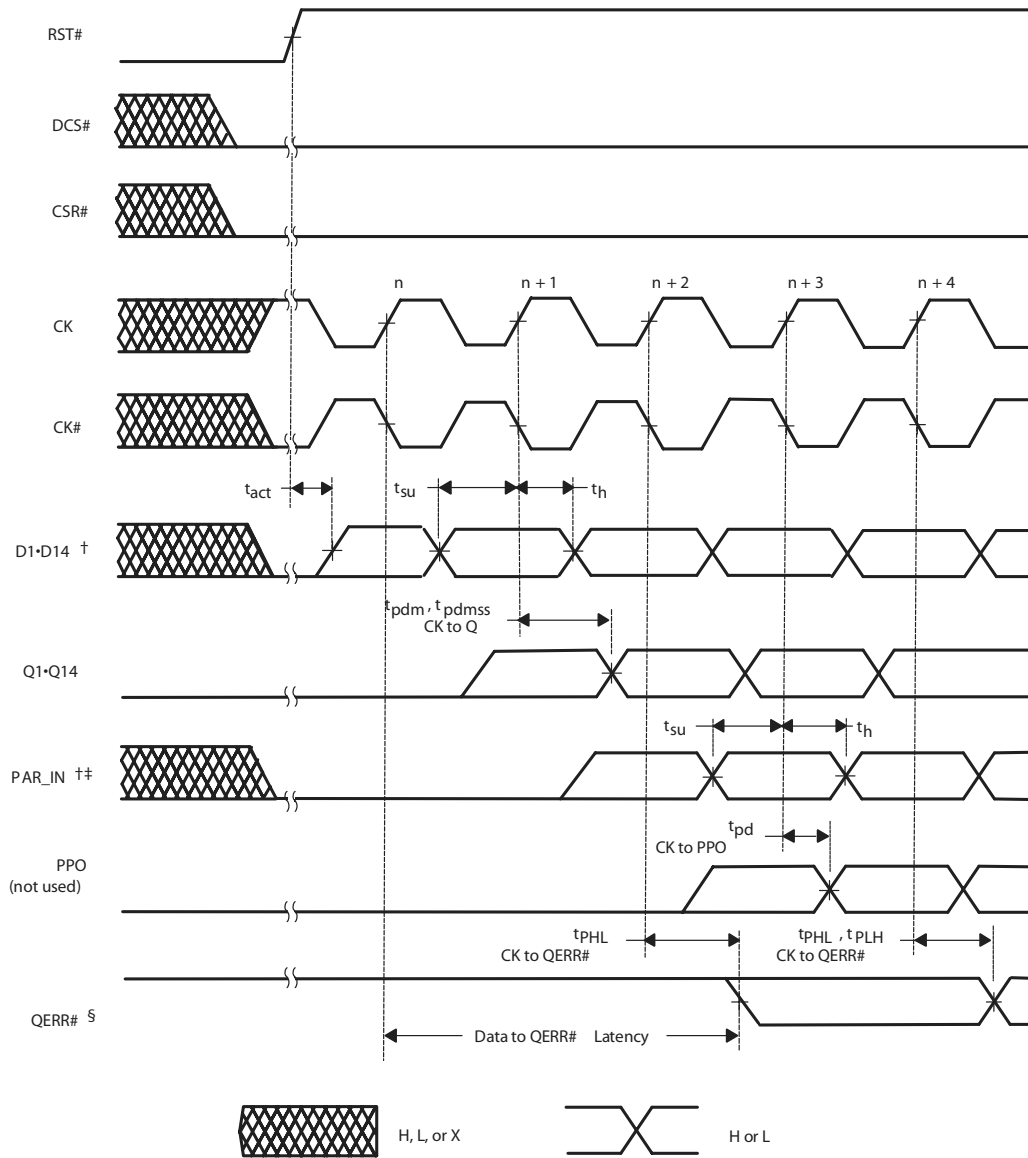 RST#
DCS#
CSR#
n
n + 1
n + 2
n + 3
n + 4
CK
CK#
tact
tsu
th
D1•D14 †
tpdm , tpdmss
CK to Q
Q1•Q14
tsu
th
PAR_IN †‡
tpd
CK to PPO
PPO
(not used)
tPHL
CK to QERR#
tPHL , tPLH
CK to QERR#
QERR# §
Data to QERR# Latency
H, L, or X
H or L